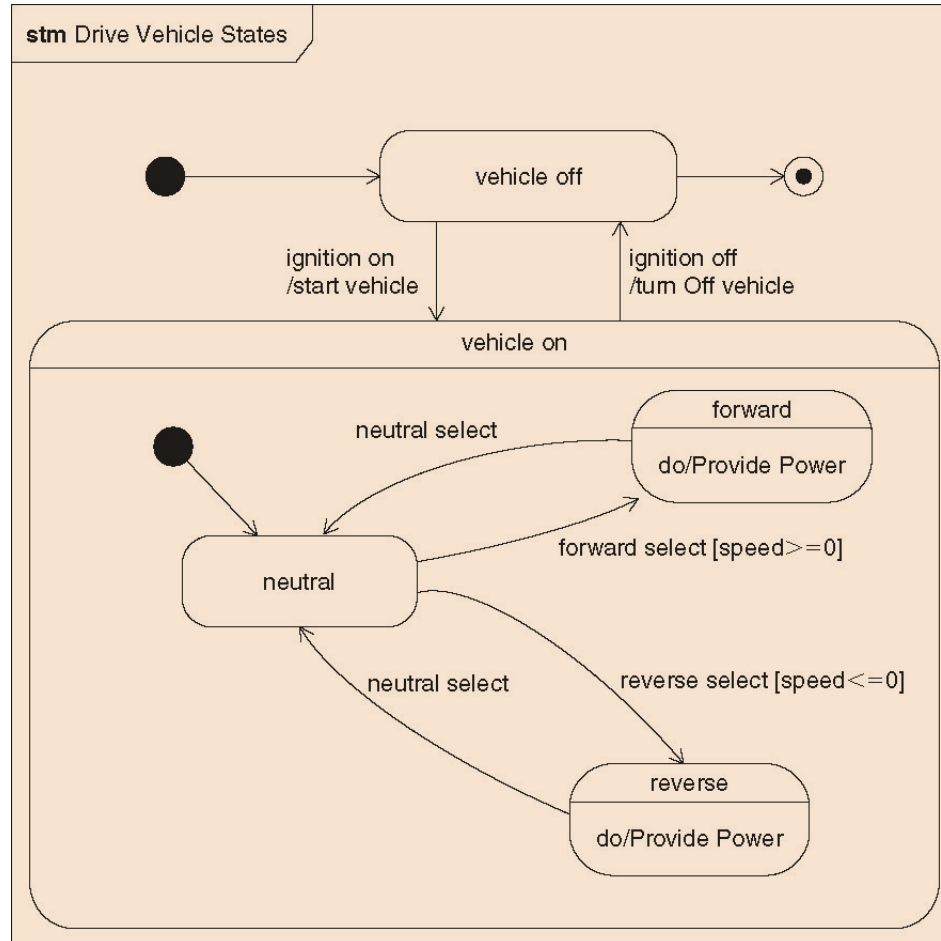 stm Drive Vehicle States
vehicle off
ignition on
/start vehicle
ignition off
/turn Off vehicle
vehicle on
forward
do/Provide Power
neutral select
forward select [speed>=0]
neutral
neutral select
reverse select [speed<=0]
reverse
do/Provide Power